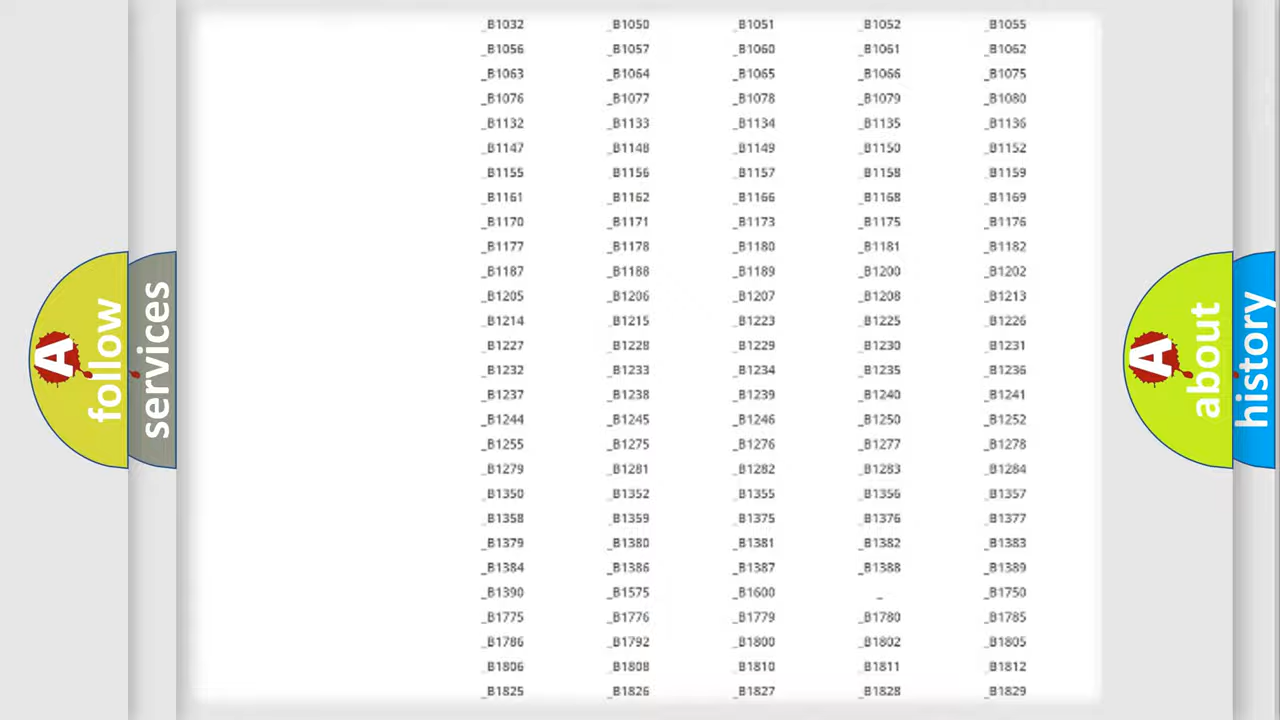 _B1032 _B1050 _B1051 _B1052 _B1055
_B1056 _B1057 _B1060 _B1061 _B1062
_B1063 _B1064 _B1065 _B1066 _B1075
_B1076 _B1077 _B1078 _B1079 _B1080
_B1132 _B1133 _B1134 _B1135 _B1136
_B1147 _B1148 _B1149 _B1150 _B1152
_B1155 _B1156 _B1157 _B1158 _B1159
_B1161 _B1162 _B1166 _B1168 _B1169
_B1170 _B1171 _B1173 _B1175 _B1176
_B1177 _B1178 _B1180 _B1181 _B1182
_B1187 _B1188 _B1189 _B1200 _B1202
_B1205 _B1206 _B1207 _B1208 _B1213
_B1214 _B1215 _B1223 _B1225 _B1226
_B1227 _B1228 _B1229 _B1230 _B1231
_B1232 _B1233 _B1234 _B1235 _B1236
_B1237 _B1238 _B1239 _B1240 _B1241
_B1244 _B1245 _B1246 _B1250 _B1252
_B1255 _B1275 _B1276 _B1277 _B1278
_B1279 _B1281 _B1282 _B1283 _B1284
_B1350 _B1352 _B1355 _B1356 _B1357
_B1358 _B1359 _B1375 _B1376 _B1377
_B1379 _B1380 _B1381 _B1382 _B1383
_B1384 _B1386 _B1387 _B1388 _B1389
_B1390 _B1575 _B1600 _ _B1750
_B1775 _B1776 _B1779 _B1780 _B1785
_B1786 _B1792 _B1800 _B1802 _B1805
_B1806 _B1808 _B1810 _B1811 _B1812
_B1825 _B1826 _B1827 _B1828 _B1829
A follow
services
A about
history